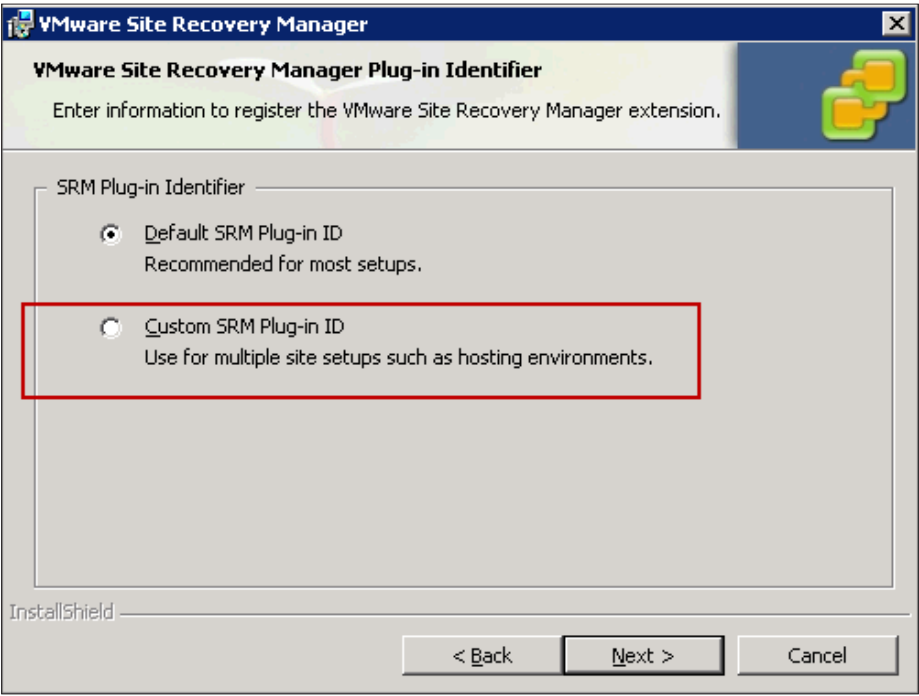 VMware Site Recovery Manager
VMware Site Recovery Manager Plug-in Identifier
Enter information to register the VMware Site Recovery Manager extension.
SRM Plug-in Identifier
Default SRM Plug-in ID
Recommended for most setups.
Custom SRM Plug-in ID
Use for multiple site setups such as hosting environments.
InstallShield
< Back
Next >
Cancel